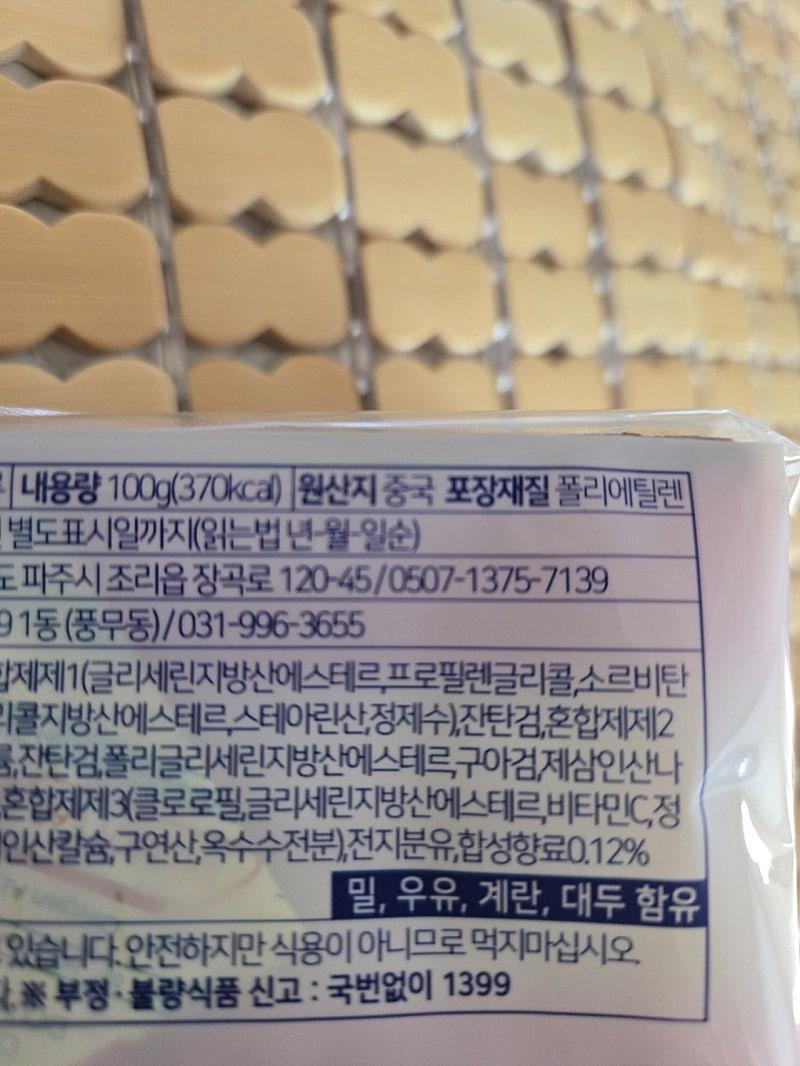 내용량 100g(370kcal) 원산지 중국 포장재질 폴리에틸렌
별도표시일까지(읽는법 년-월-일순)
도 파주시 조리읍 장곡로 120-45/0507-1375-7139
9 1동 (풍무동)/031-996-3655
합제제1(글리세린지방산에스테르,프로필렌글리콜,소르비탄
리콜지방산에스테르,스테아린산,정제수),잔탄검,혼합제제2
륨,잔탄검,폴리글리세린지방산에스테르,구아검,제삼인산나
,혼합제제3(클로로필,글리세린지방산에스테르,비타민C,정
인산칼슘,구연산,옥수수전분),전지분유,합성향료0.12%
밀, 우유, 계란, 대두 함유
있습니다. 안전하지만 식용이 아니므로 먹지마십시오.
※ 부정·불량식품 신고 : 국번없이 1399